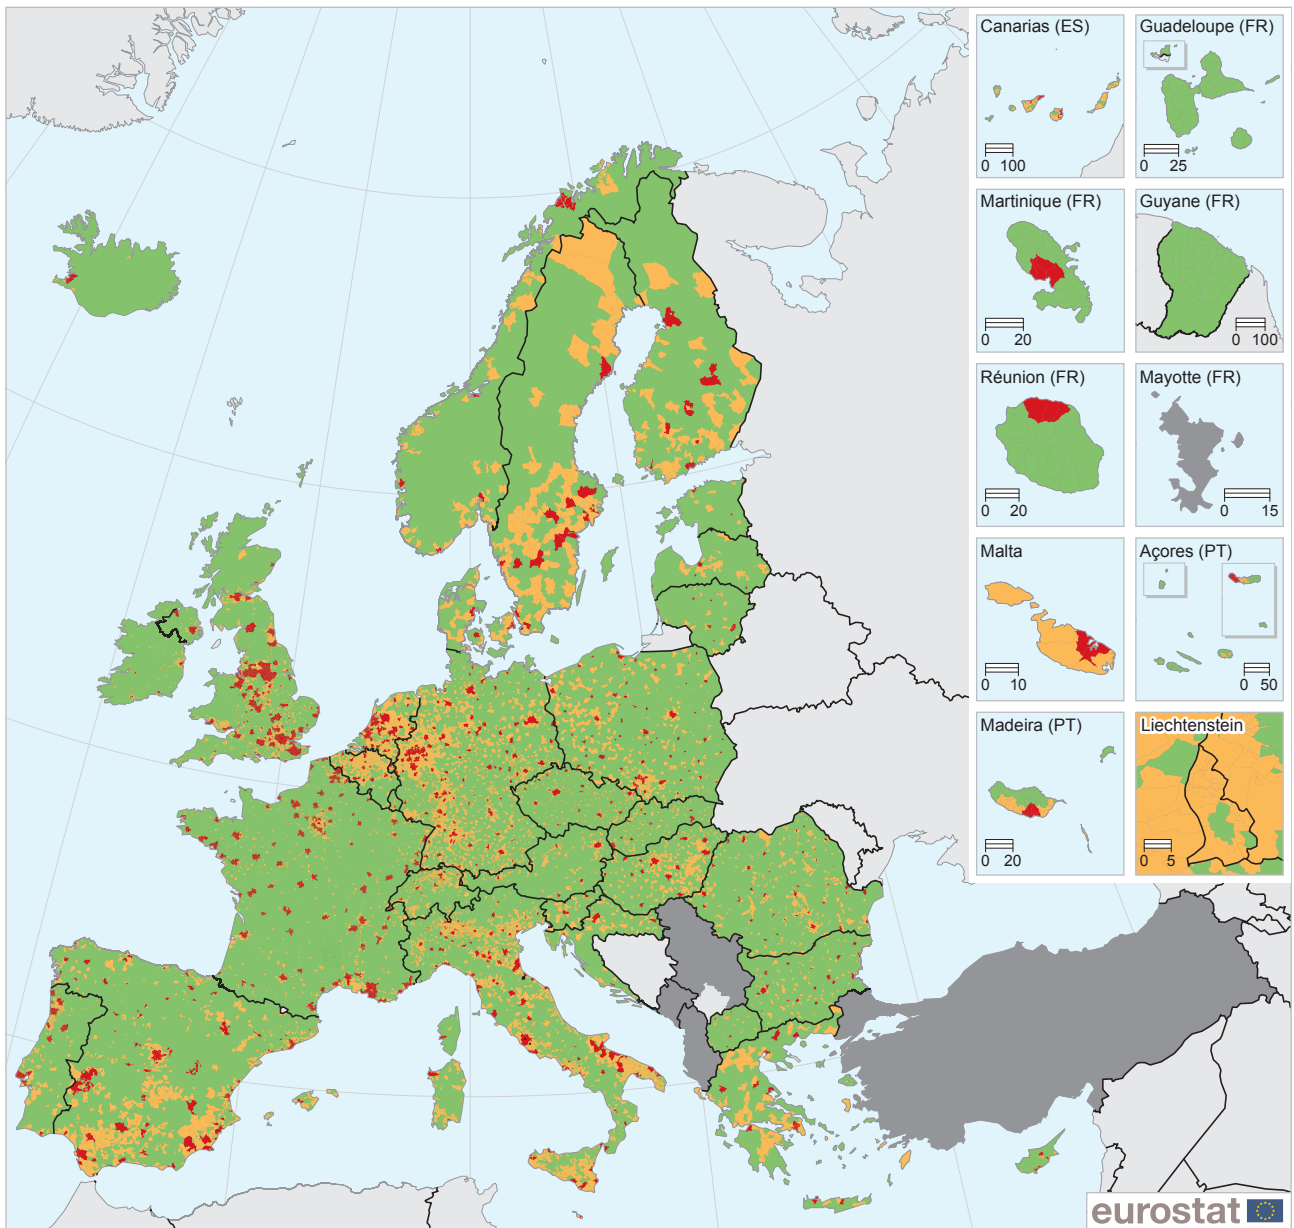 Canarias (ES)
0 100
Guadeloupe (FR)
0 25
Martinique (FR)
0 20
Guyane (FR)
0 100
Réunion (FR)
0 20
Mayotte (FR)
0 15
Malta
0 10
Açores (PT)
0 50
Madeira (PT)
0 20
Liechtenstein
0 5
eurostat